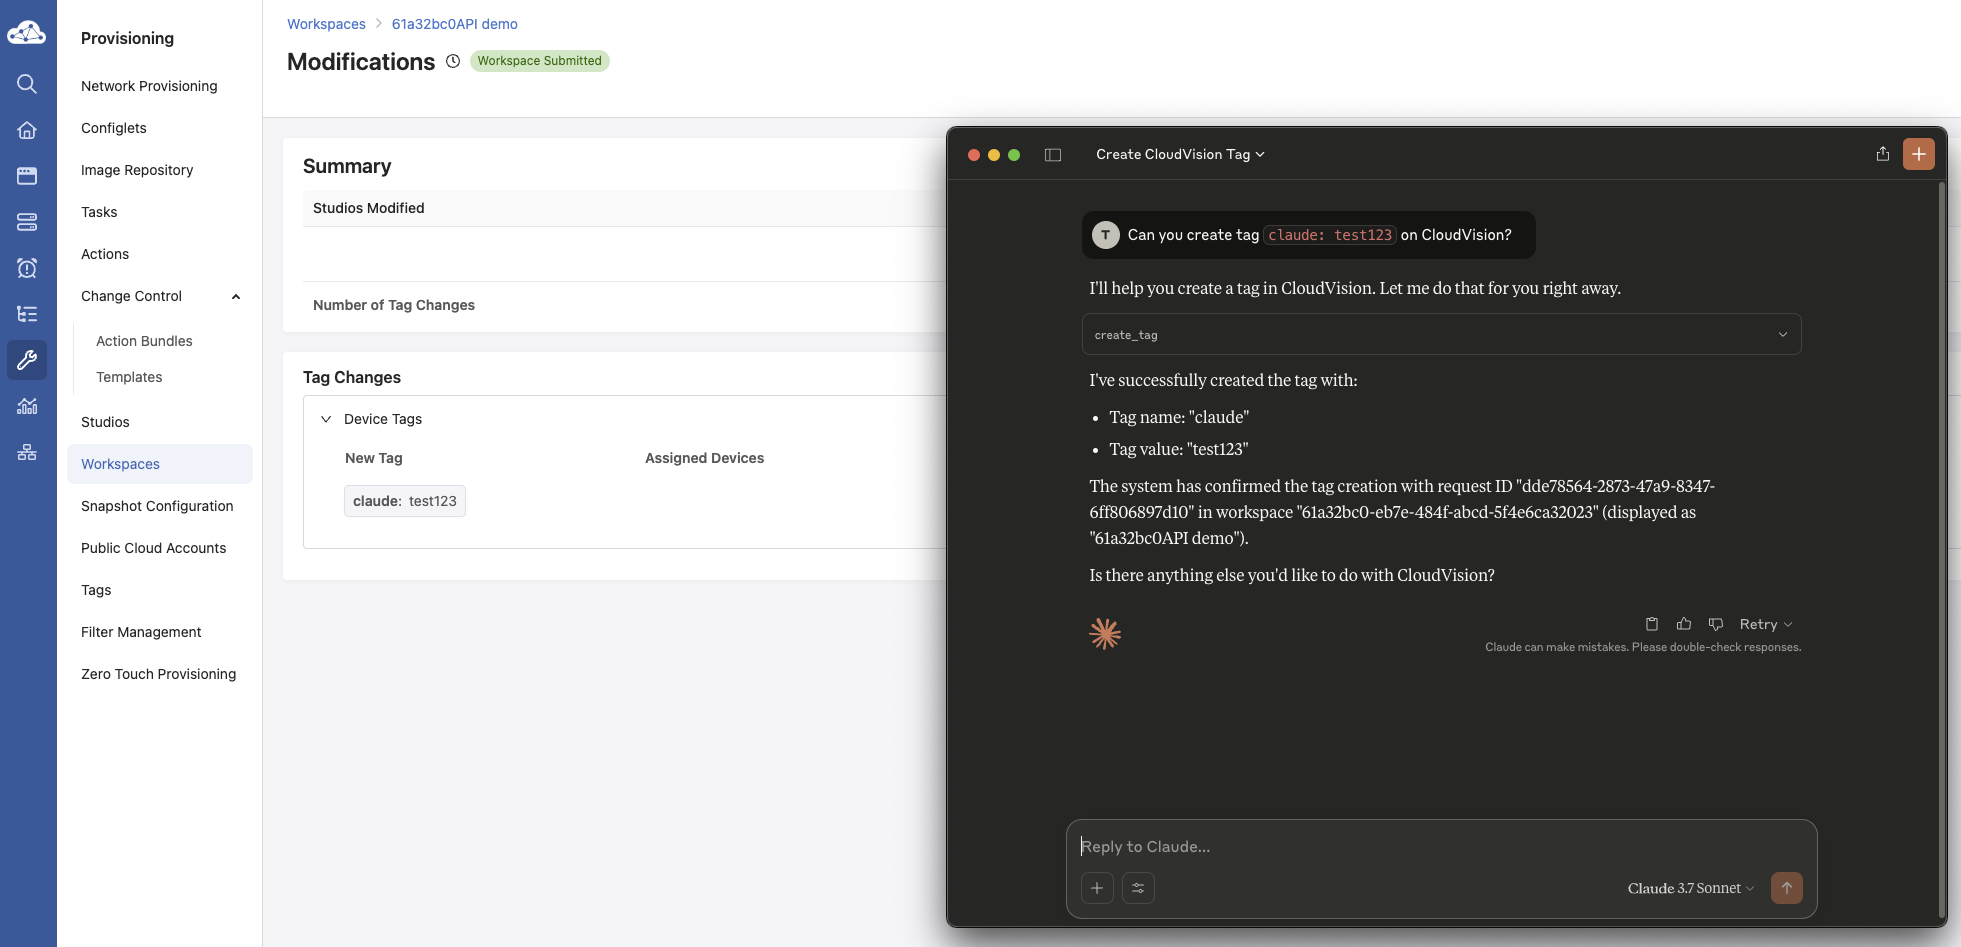 Provisioning
Network Provisioning
Configlets
Image Repository
Tasks
Actions
Change Control
Action Bundles
Templates
Studios
Workspaces
Snapshot Configuration
Public Cloud Accounts
Tags
Filter Management
Zero Touch Provisioning
Workspaces > 61a32bc0API demo
Modifications Workspace Submitted
Summary
Studios Modified
Number of Tag Changes
Tag Changes
Device Tags
New Tag Assigned Devices
claude: test123
Create CloudVision Tag
T Can you create tag claude: test123 on CloudVision?
I'll help you create a tag in CloudVision. Let me do that for you right away.
create_tag
I've successfully created the tag with:
• Tag name: "claude"
• Tag value: "test123"
The system has confirmed the tag creation with request ID "dde78564-2873-47a9-8347-
6ff806897d10" in workspace "61a32bc0-eb7e-484f-abcd-5f4e6ca32023" (displayed as
"61a32bc0API demo").
Is there anything else you'd like to do with CloudVision?
Retry
Claude can make mistakes. Please double-check responses.
Reply to Claude...
Claude 3.7 Sonnet